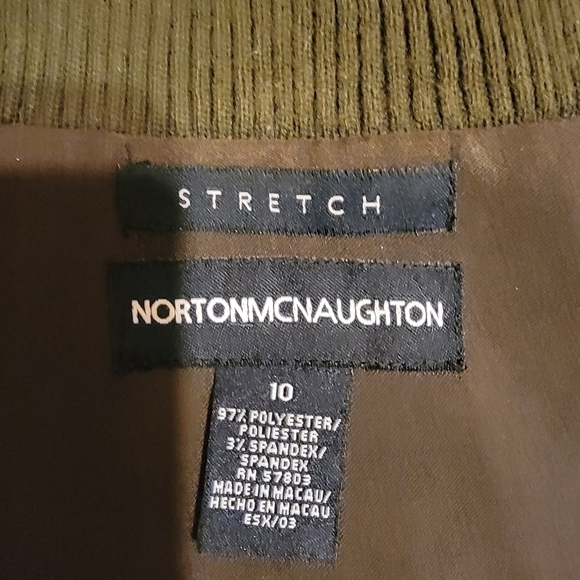 STRETCH
NORTONMCNAUGHTON
10
97% POLYESTER/
POLIESTER
3% SPANDEX/
SPANDEX
RN 57803
MADE IN MACAU/
HECHO EN MACAU
ESX/03